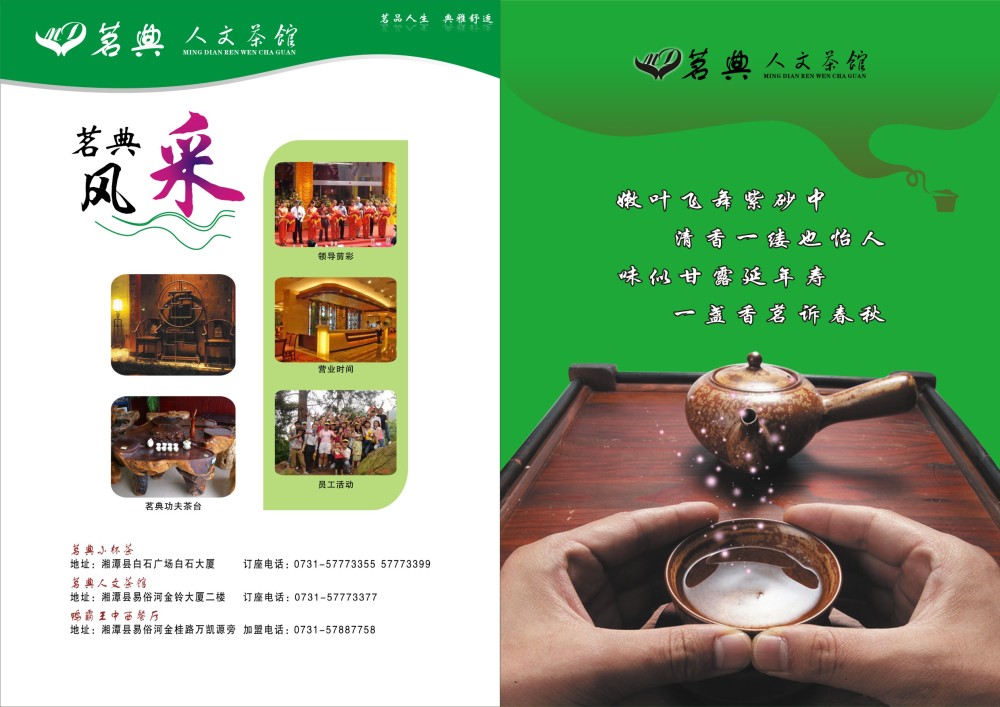 茗典 人文茶馆
MING DIAN REN WEN CHA GUAN
茗品人生 典雅舒适
茗典
风采
领导剪彩
营业时间
员工活动
茗典功夫茶台
茗典小杯茶
地址：湘潭县白石广场白石大厦 订座电话：0731-57773355 57773399
茗典人文茶馆
地址：湘潭县易俗河金铃大厦二楼 订座电话：0731-57773377
鸭霸王中西餐厅
地址：湘潭县易俗河金桂路万凯源旁 加盟电话：0731-57887758
茗典 人文茶馆
MING DIAN REN WEN CHA GUAN
嫩叶飞舞紫砂中
清香一缕也怡人
味似甘露延年寿
一盏香茗诉春秋